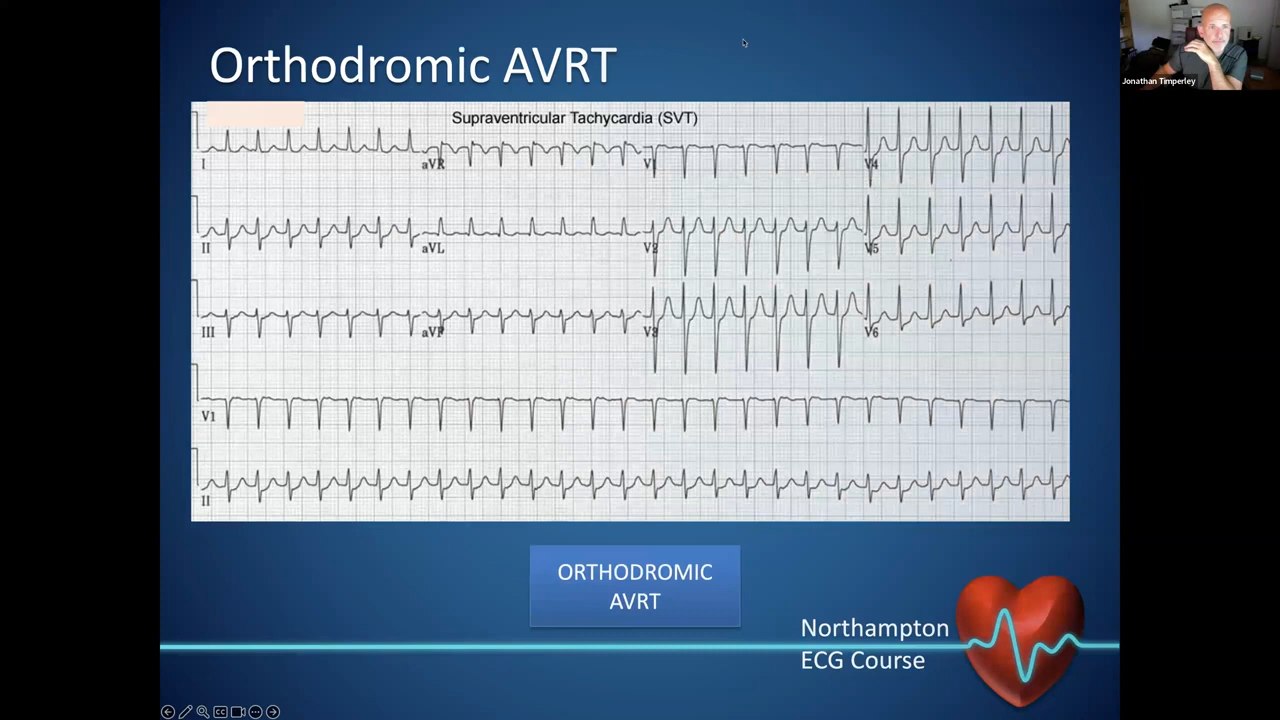 Orthodromic AVRT
Jonathan Timperley
Supraventricular Tachycardia (SVT)
I aVR V1 V4
II aVL V2 V5
III aVF V3 V6
V1
II
ORTHODROMIC
AVRT
Northampton
ECG Course